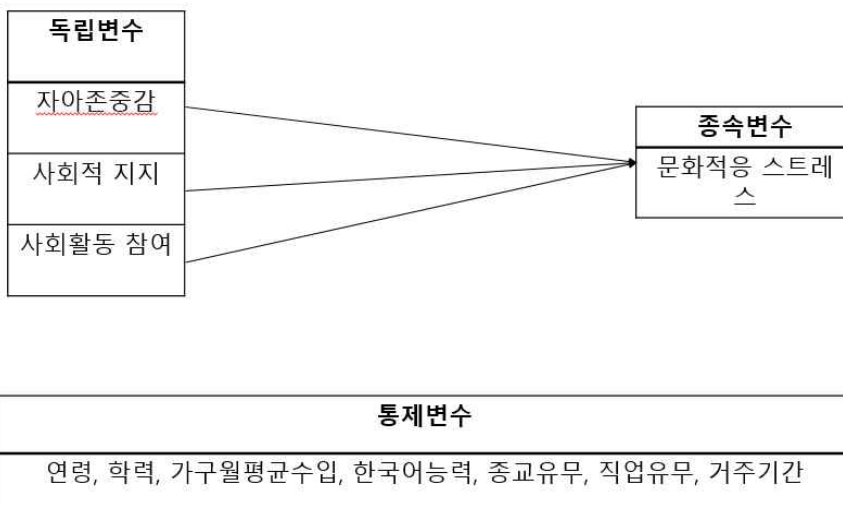 독립변수
자아존중감
사회적 지지
사회활동 참여
종속변수
문화적응 스트레
스
통제변수
연령, 학력, 가구월평균수입, 한국어능력, 종교유무, 직업유무, 거주기간